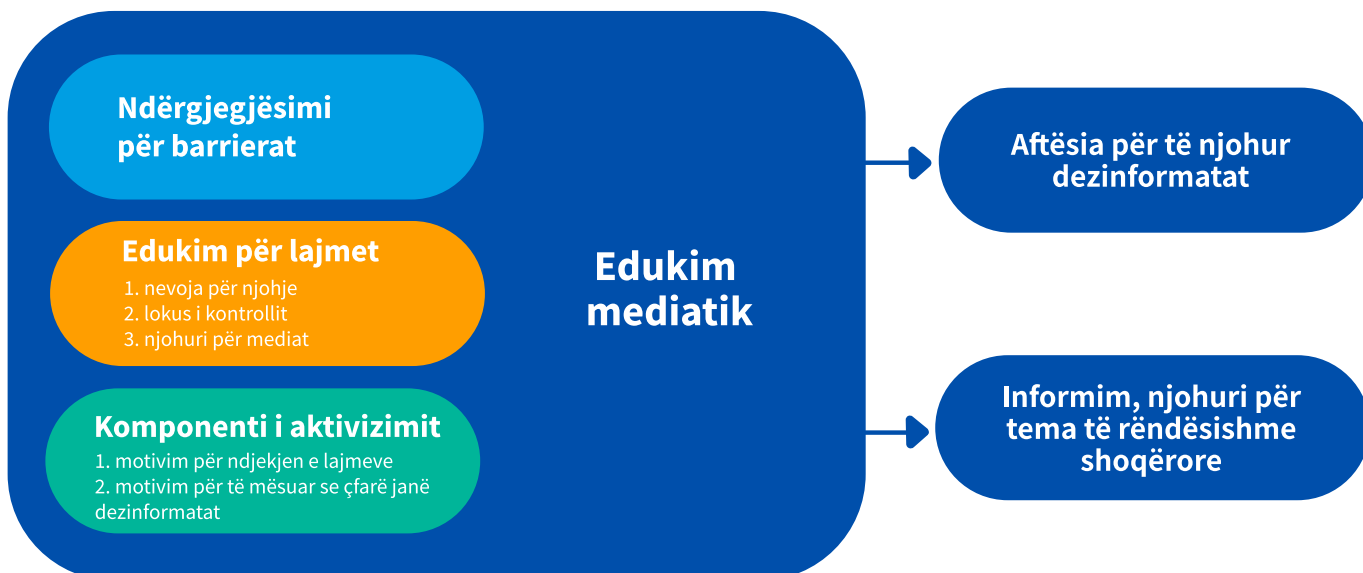 Ndërgjegjësimi
për barrierat
Edukim për lajmet
1. nevoja për njohje
2. lokus i kontrollit
3. njohuri për mediat
Komponenti i aktivizimit
1. motivim për ndjekjen e lajmeve
2. motivim për të mësuar se çfarë janë
dezinformatat
Edukim
mediatik
Aftësia për të njohur
dezinformatat
Informim, njohuri për
tema të rëndësishme
shoqërore